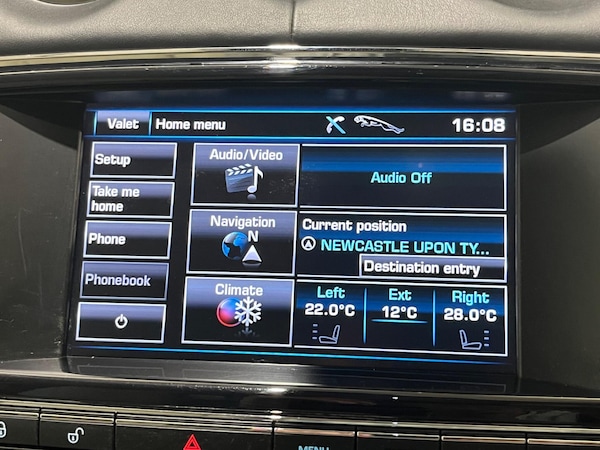 Valet
Home menu
16:08
Setup
Audio/Video
Audio Off
Take me
home
Phone
Navigation
N
Current position
NEWCASTLE UPON TY...
Destination entry
Phonebook
Climate
Left
22.0°C
Ext
12°C
Right
28.0°C
MENU